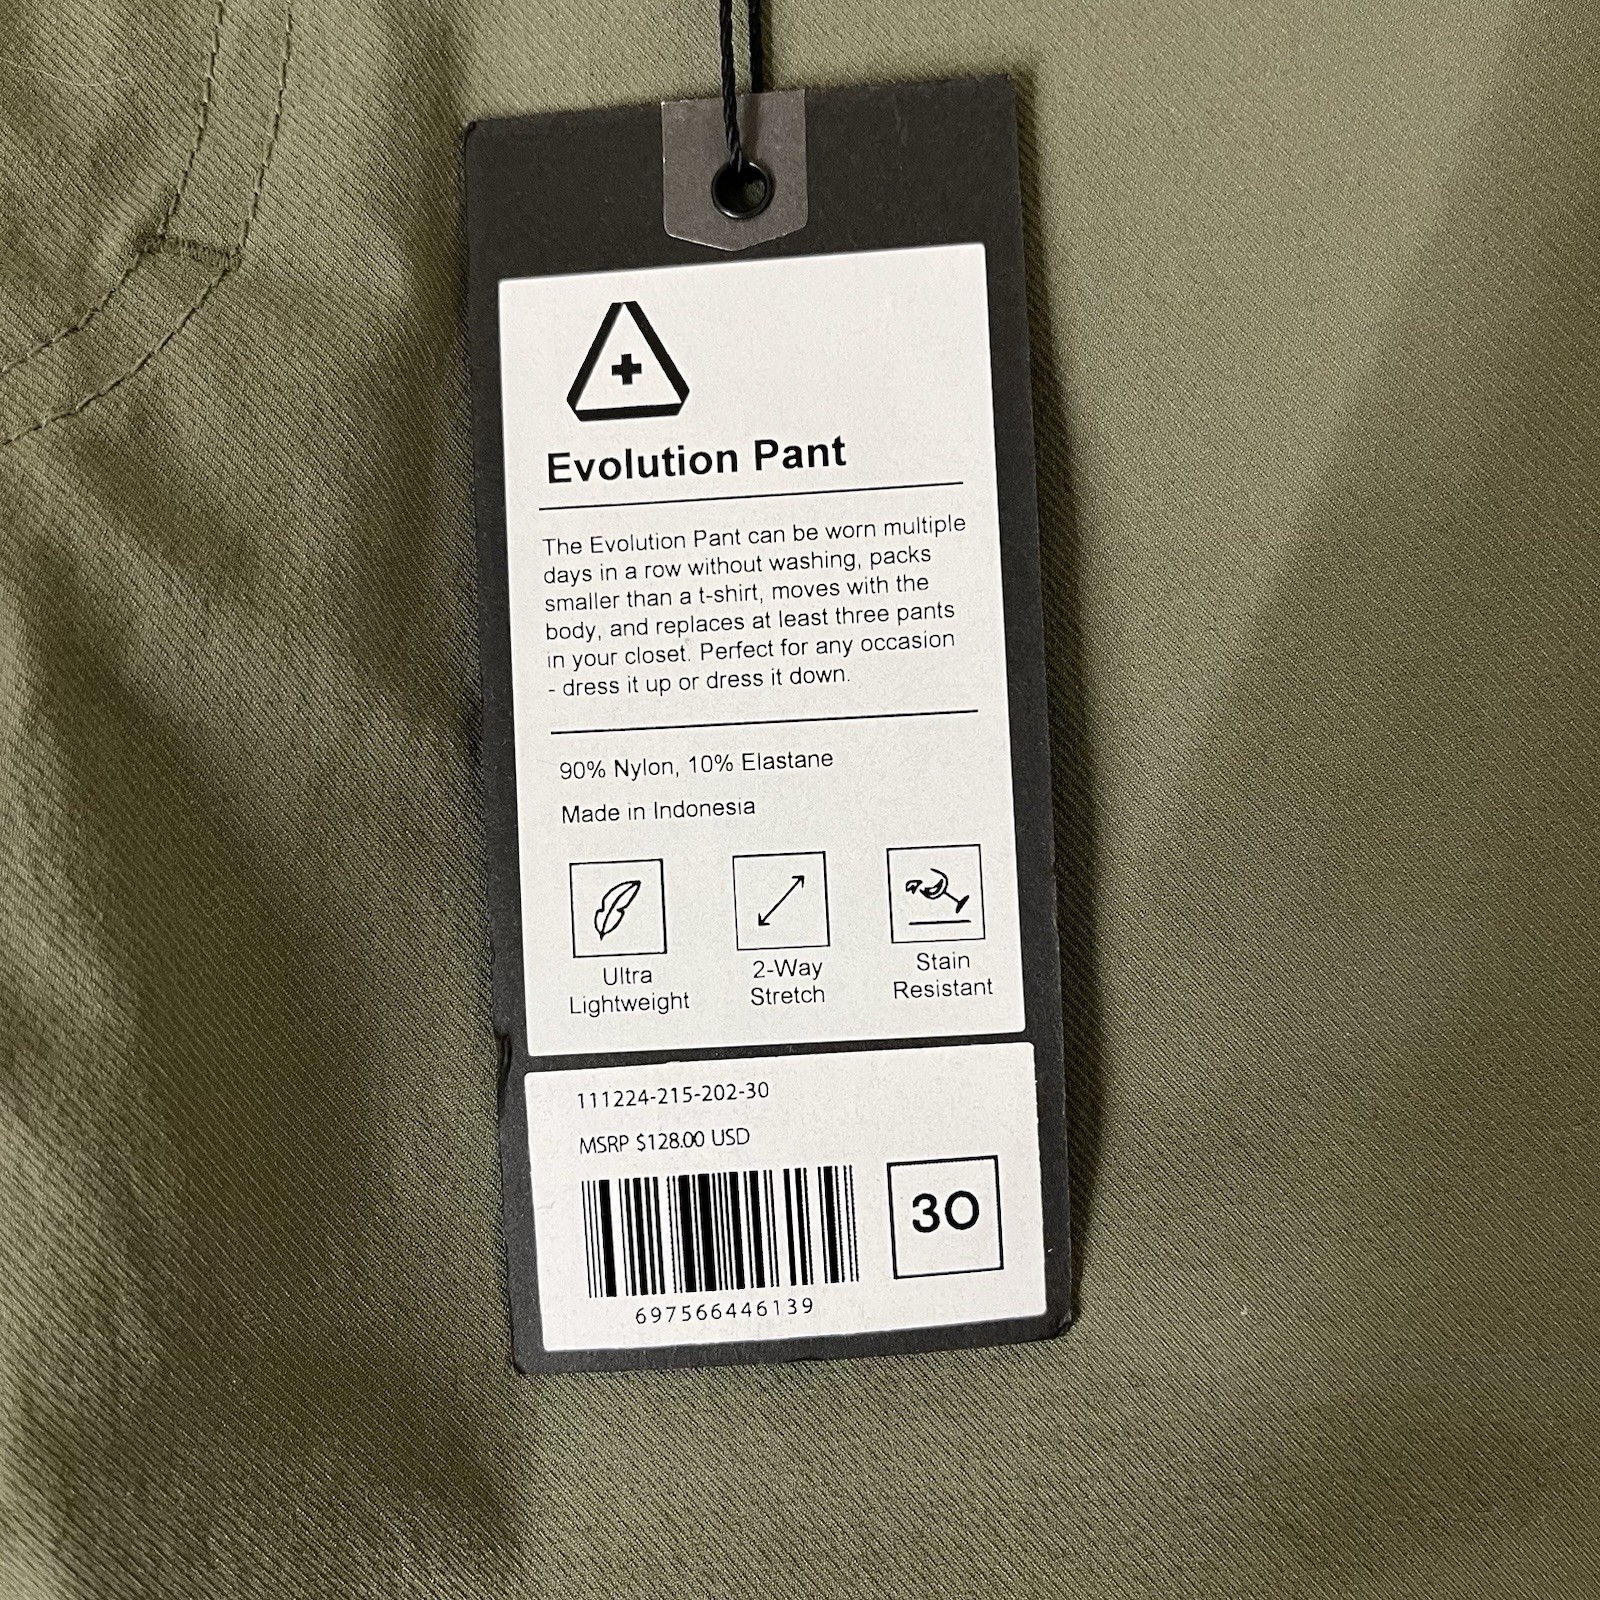 Evolution Pant
The Evolution Pant can be worn multiple
days in a row without washing, packs
smaller than a t-shirt, moves with the
body, and replaces at least three pants
in your closet. Perfect for any occasion
- dress it up or dress it down.
90% Nylon, 10% Elastane
Made in Indonesia
Ultra
Lightweight
2-Way
Stretch
Stain
Resistant
111224-215-202-30
MSRP $128.00 USD
30
697566446139